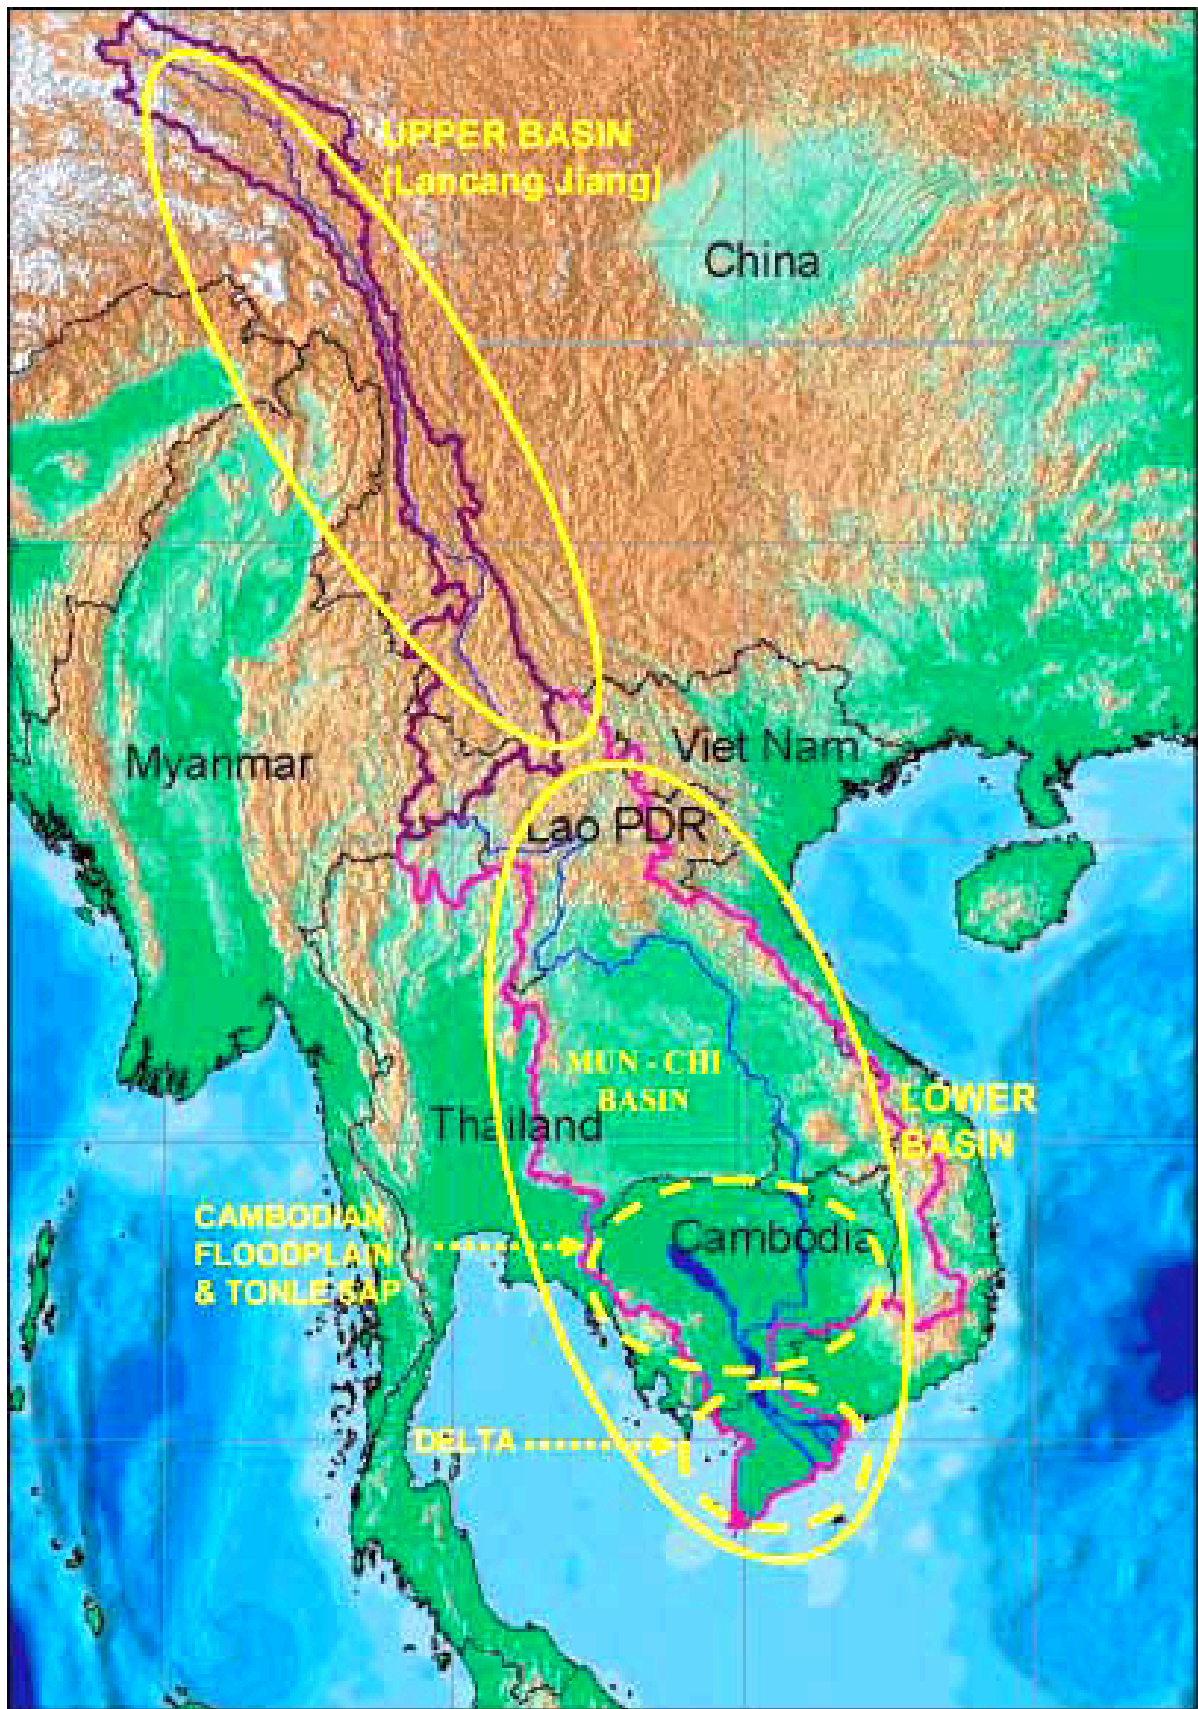 UPPER BASIN
(Lancang Jiang)
China
Viet Nam
Myanmar
Lao PDR
MUN - CHI
BASIN
LOWER
BASIN
Thailand
CAMBODIAN
FLOODPLAIN
& TONLE SAP
Cambodia
DELTA